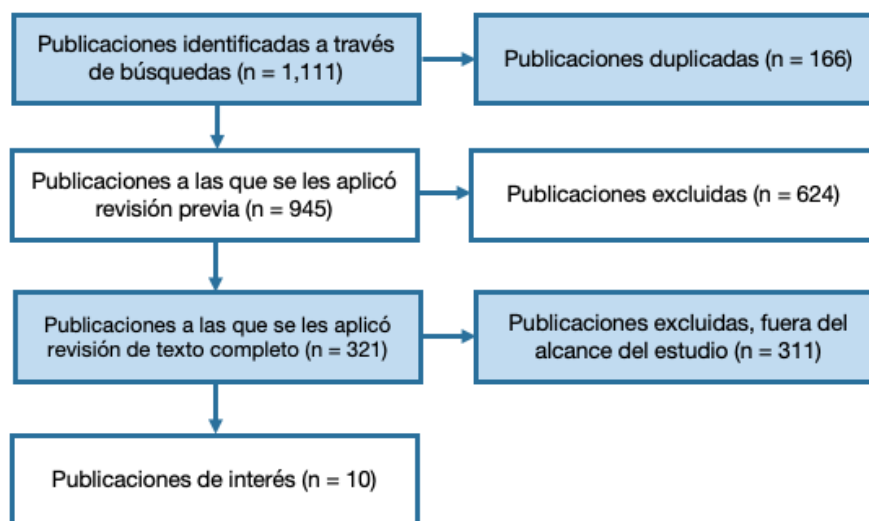 Publicaciones identificadas a través
de búsquedas (n = 1,111)
Publicaciones duplicadas (n = 166)
Publicaciones a las que se les aplicó
revisión previa (n = 945)
Publicaciones excluidas (n = 624)
Publicaciones a las que se les aplicó
revisión de texto completo (n = 321)
Publicaciones excluidas, fuera del
alcance del estudio (n = 311)
Publicaciones de interés (n = 10)